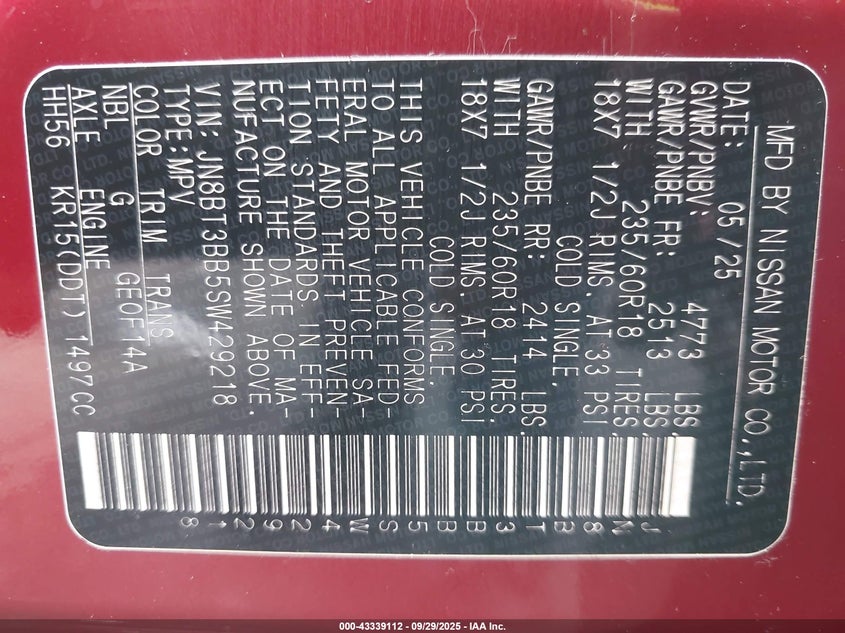 MFD BY NISSAN MOTOR CO.,LTD.
DATE: 05/25
GVWR/PNBV: 4773 LBS.
GAWR/PNBE FR: 2513 LBS.
WITH 235/60R18 TIRES,
18X7 1/2J RIMS, AT 33 PSI
COLD SINGLE,
GAWR/PNBE RR: 2414 LBS.
WITH 235/60R18 TIRES,
18X7 1/2J RIMS, AT 30 PSI
COLD SINGLE,
THIS VEHICLE CONFORMS
TO ALL APPLICABLE FED-
ERAL MOTOR VEHICLE SA-
FETY AND THEFT PREVEN-
TION STANDARDS IN EFF-
ECT ON THE DATE OF MA-
NUFACTURE SHOWN ABOVE.
VIN: JN8BT3BB5SW429218
TYPE: MPV
COLOR TRIM TRANS
NBL G GE0F14A
AXLE ENGINE
HH56 KR15(DDT) 1497CC
JN8BT3BB5SW429218
000-43339112 - 09/29/2025 - IAA Inc.